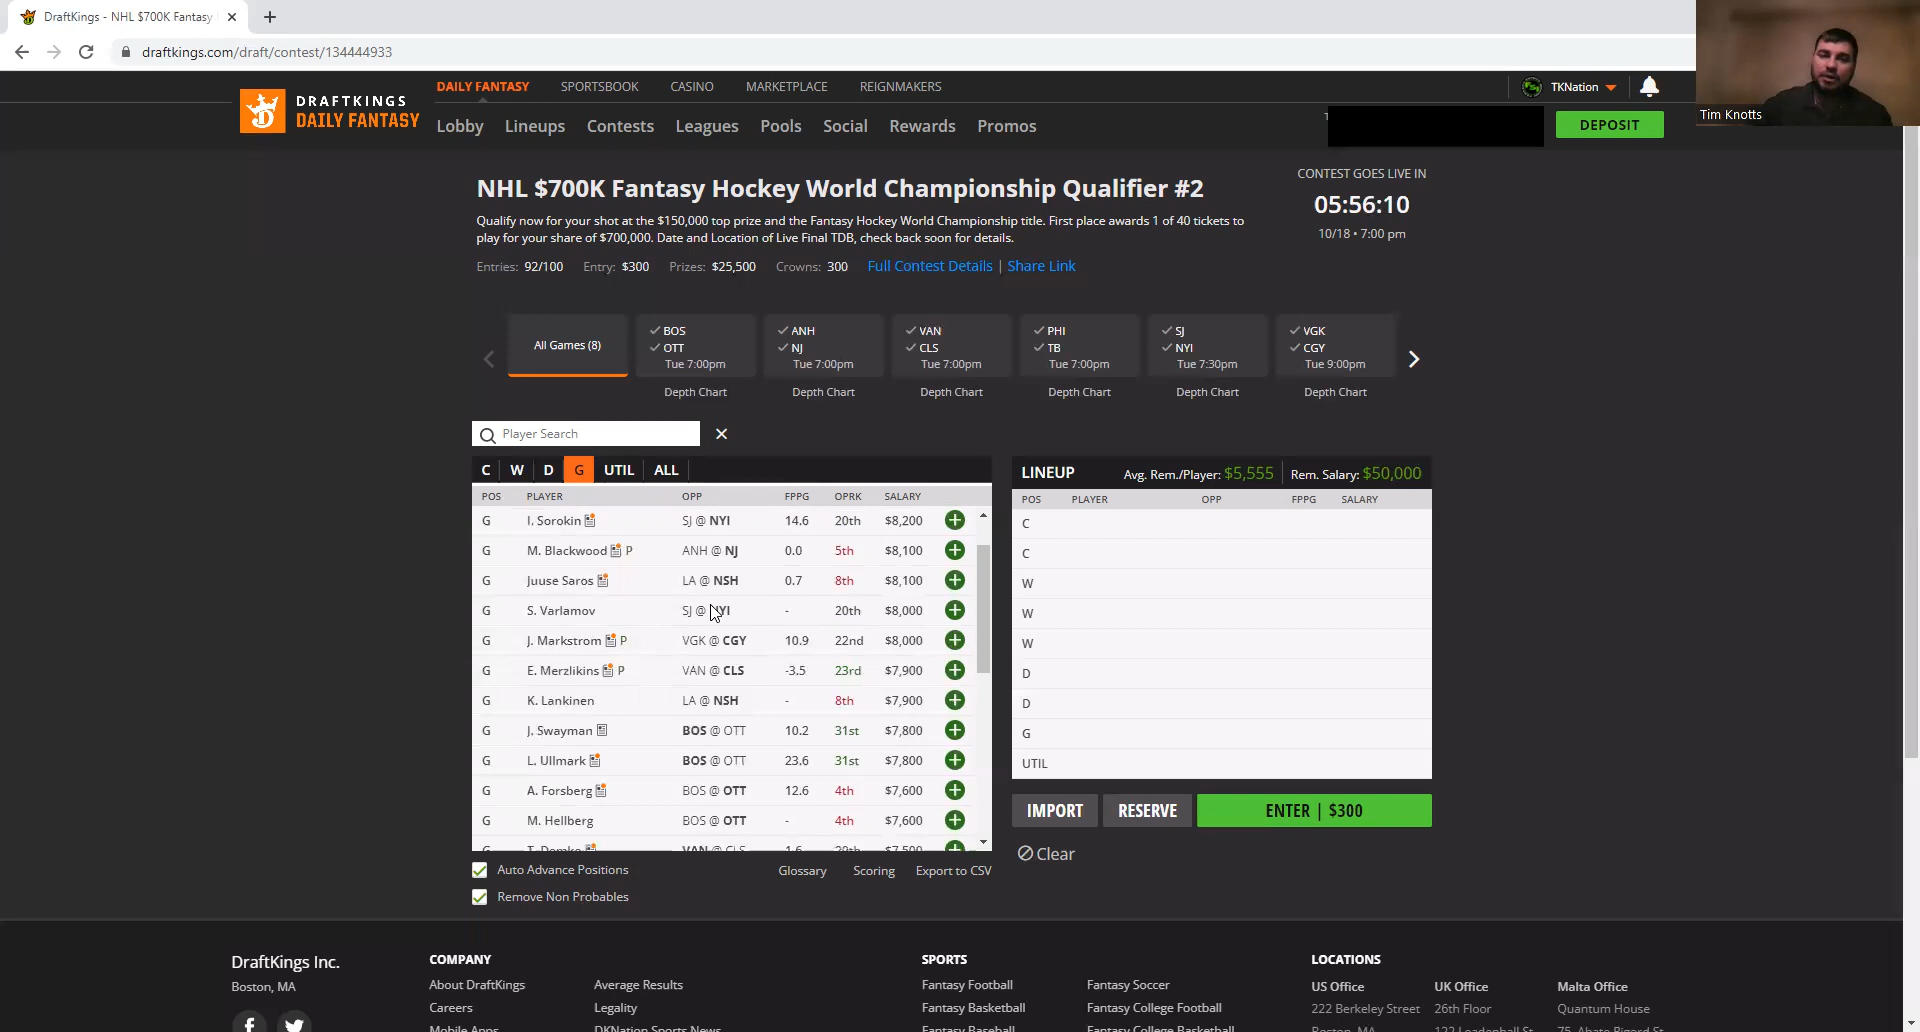 DraftKings - NHL $700K Fantasy
draftkings.com/draft/contest/134444933
DRAFTKINGS
DAILY FANTASY
DAILY FANTASY SPORTSBOOK CASINO MARKETPLACE REIGNMAKERS
TKNation
Lobby Lineups Contests Leagues Pools Social Rewards Promos
DEPOSIT
Tim Knotts
NHL $700K Fantasy Hockey World Championship Qualifier #2
Qualify now for your shot at the $150,000 top prize and the Fantasy Hockey World Championship title. First place awards 1 of 40 tickets to
play for your share of $700,000. Date and Location of Live Final TDB, check back soon for details.
Entries: 92/100 Entry: $300 Prizes: $25,500 Crowns: 300 Full Contest Details | Share Link
CONTEST GOES LIVE IN
05:56:10
10/18 • 7:00 pm
All Games (8)
BOS
OTT
Tue 7:00pm
Depth Chart
ANH
NJ
Tue 7:00pm
Depth Chart
VAN
CLS
Tue 7:00pm
Depth Chart
PHI
TB
Tue 7:00pm
Depth Chart
SJ
NYI
Tue 7:30pm
Depth Chart
VGK
CGY
Tue 9:00pm
Depth Chart
Player Search
C W D G UTIL ALL
POS PLAYER OPP FPPG OPRK SALARY
G I. Sorokin SJ @ NYI 14.6 20th $8,200
G M. Blackwood P ANH @ NJ 0.0 5th $8,100
G Juuse Saros LA @ NSH 0.7 8th $8,100
G S. Varlamov SJ @ NYI - 20th $8,000
G J. Markstrom P VGK @ CGY 10.9 22nd $8,000
G E. Merzlikins P VAN @ CLS -3.5 23rd $7,900
G K. Lankinen LA @ NSH - 8th $7,900
G J. Swayman BOS @ OTT 10.2 31st $7,800
G L. Ullmark BOS @ OTT 23.6 31st $7,800
G A. Forsberg BOS @ OTT 12.6 4th $7,600
G M. Hellberg BOS @ OTT - 4th $7,600
Auto Advance Positions
Remove Non Probables
Glossary Scoring Export to CSV
LINEUP Avg. Rem./Player: $5,555 Rem. Salary: $50,000
POS PLAYER OPP FPPG SALARY
C
C
W
W
W
D
D
G
UTIL
IMPORT RESERVE ENTER | $300
Clear
DraftKings Inc.
Boston, MA
COMPANY
About DraftKings Average Results
Careers Legality
Mobile Apps DKNation Sports News
SPORTS
Fantasy Football Fantasy Soccer
Fantasy Basketball Fantasy College Football
Fantasy Baseball Fantasy College Basketball
LOCATIONS
US Office UK Office Malta Office
222 Berkeley Street 26th Floor Quantum House